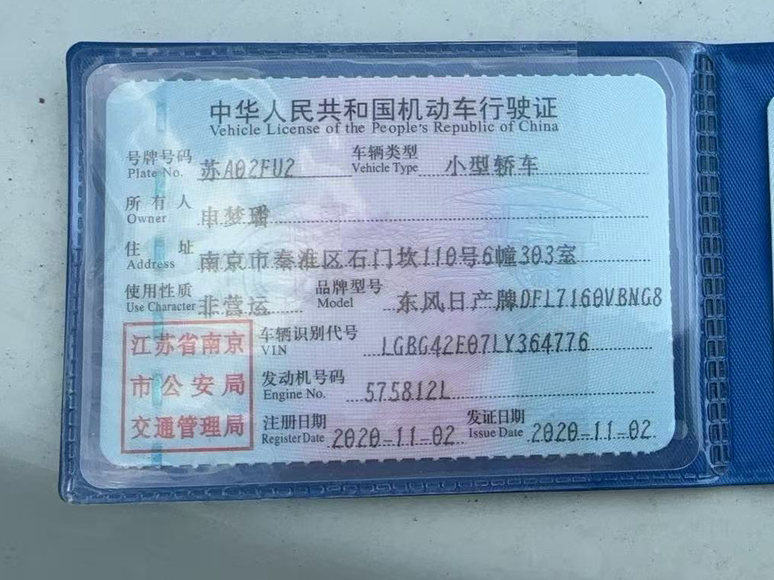 中华人民共和国机动车行驶证
Vehicle License of the People's Republic of China
号牌号码 苏A02FU2 车辆类型 小型轿车
Plate No. Vehicle Type
所有人 申梦璠
Owner
住址 南京市秦淮区石门坎110号6幢303室
Address
使用性质 非营运 品牌型号 东风日产牌DFL7160VBNG8
Use Character Model
江苏省南京
市公安局
交通管理局
车辆识别代号 LGBG42E07LY364776
VIN
发动机号码 575812L
Engine No.
注册日期 2020-11-02 发证日期 2020-11-02
Register Date Issue Date